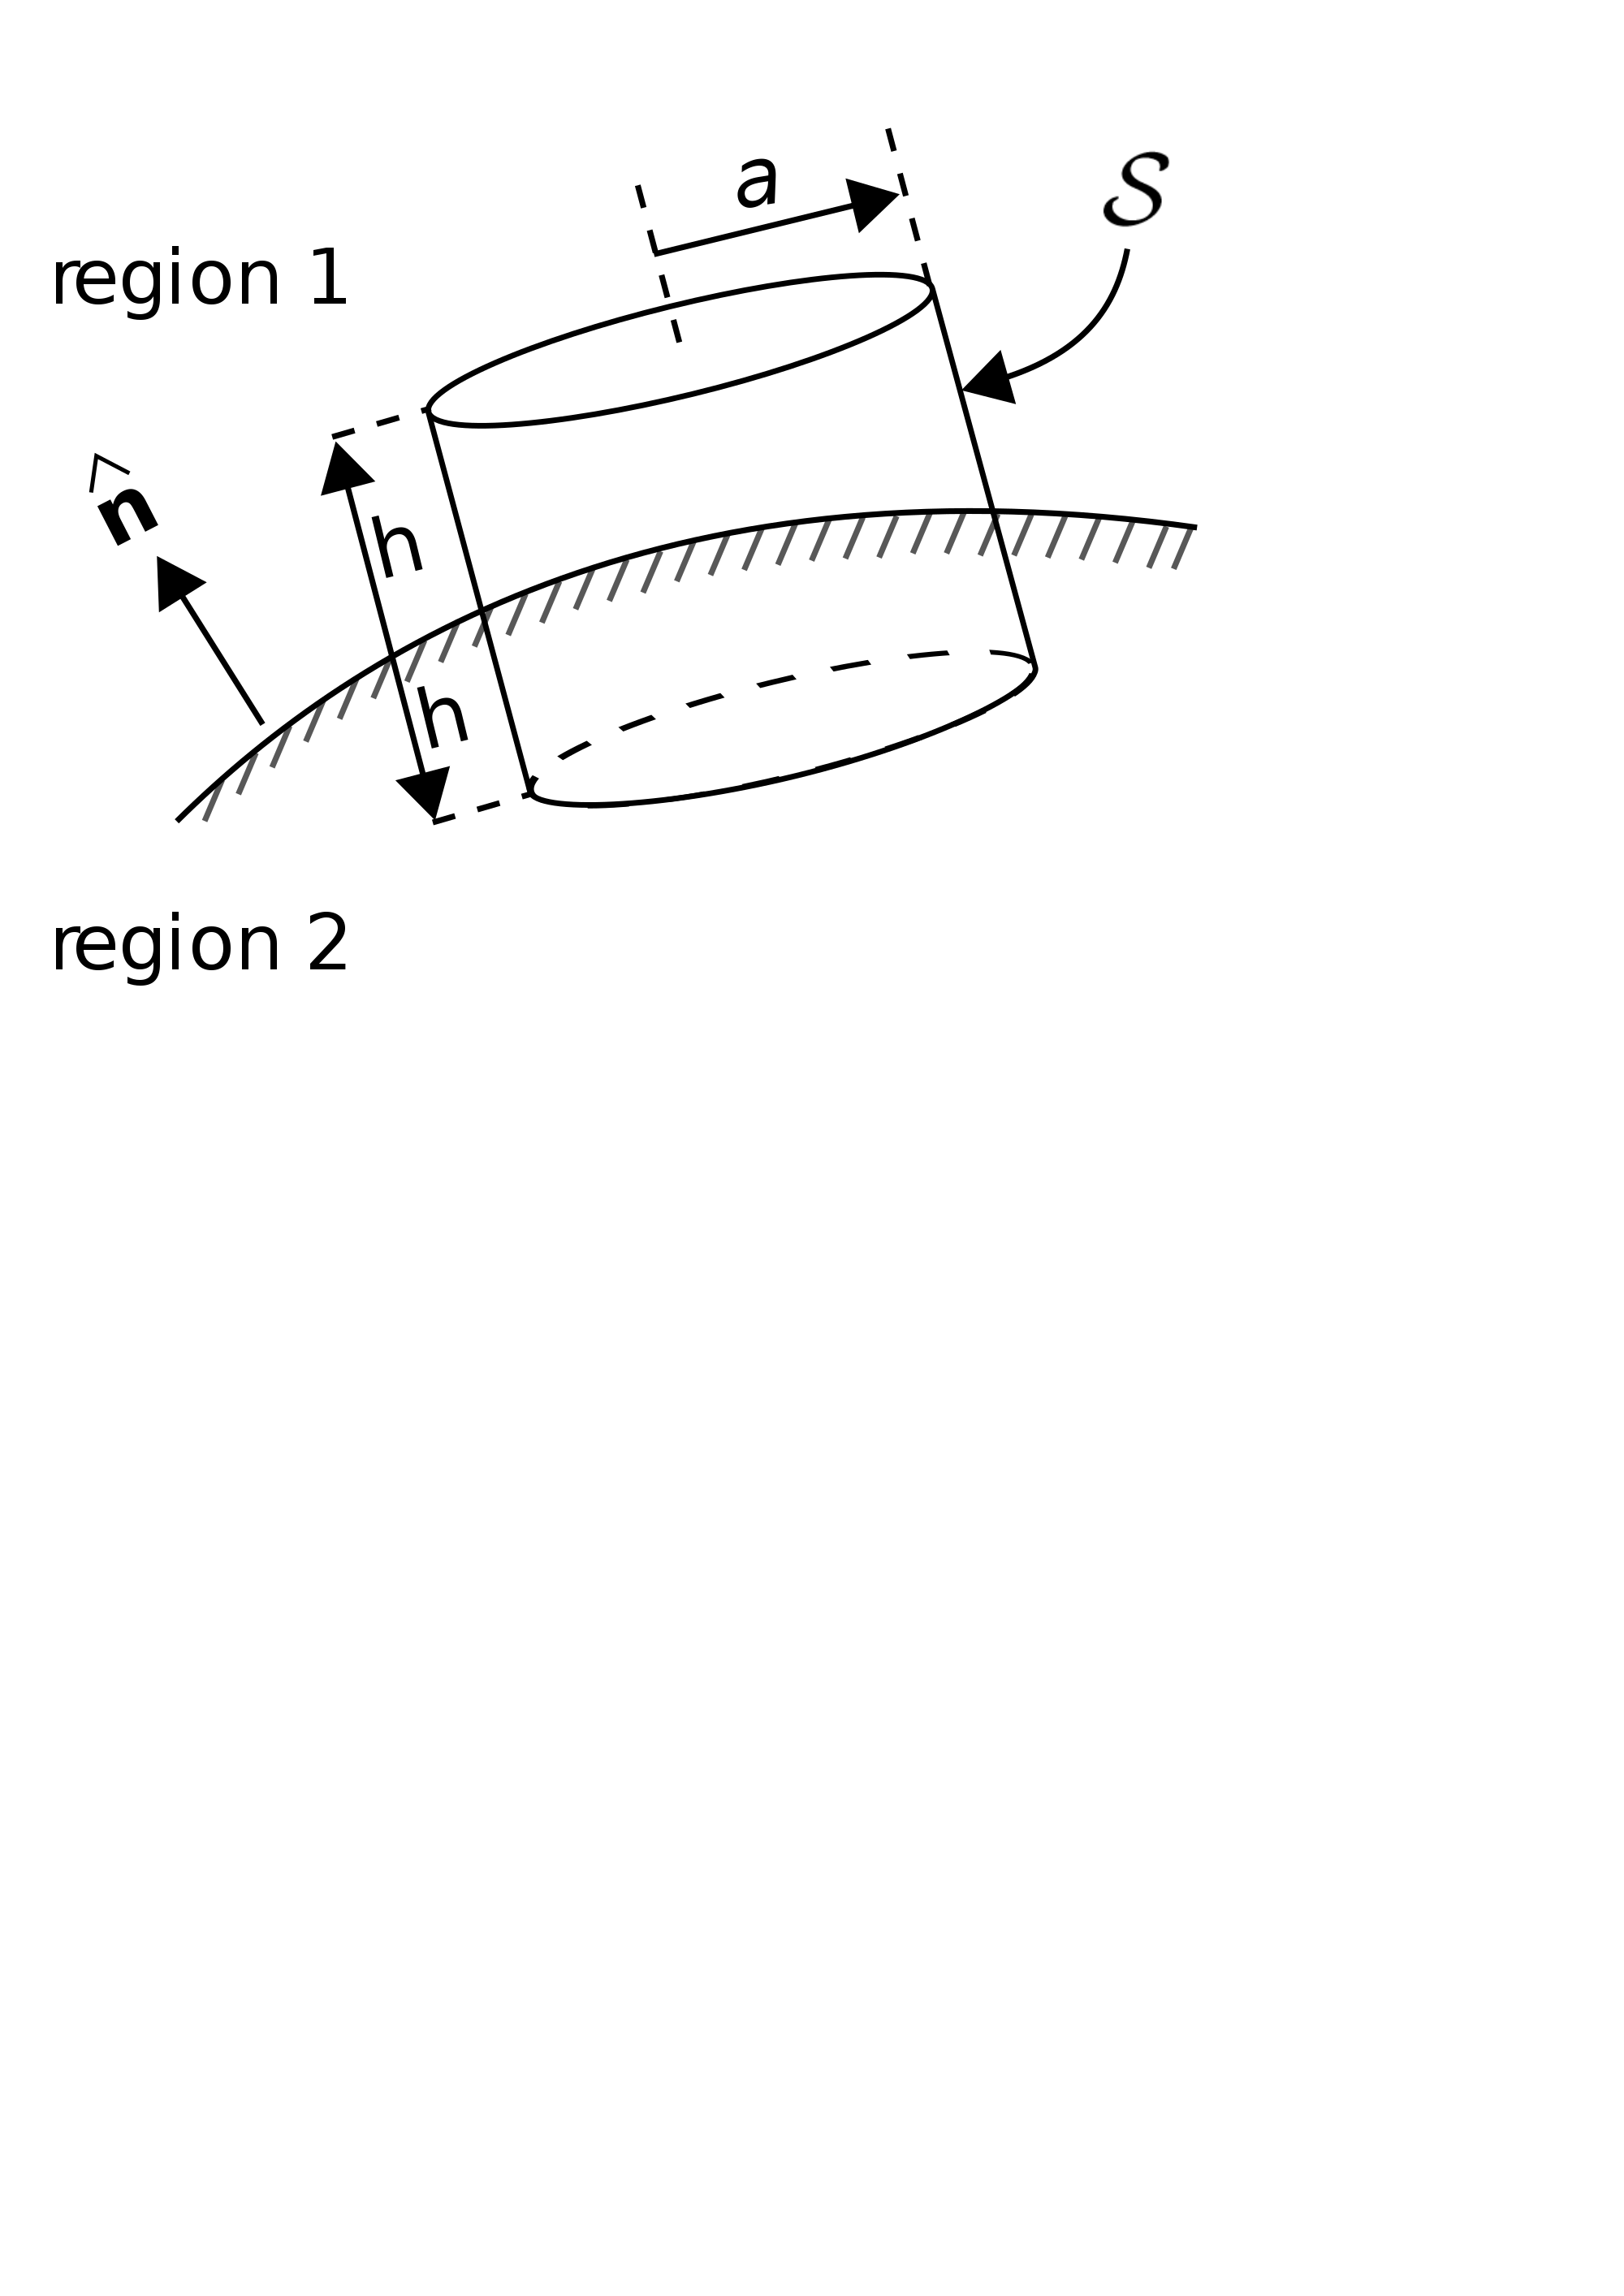 a
𝒮
region 1
n̂
h
h
region 2